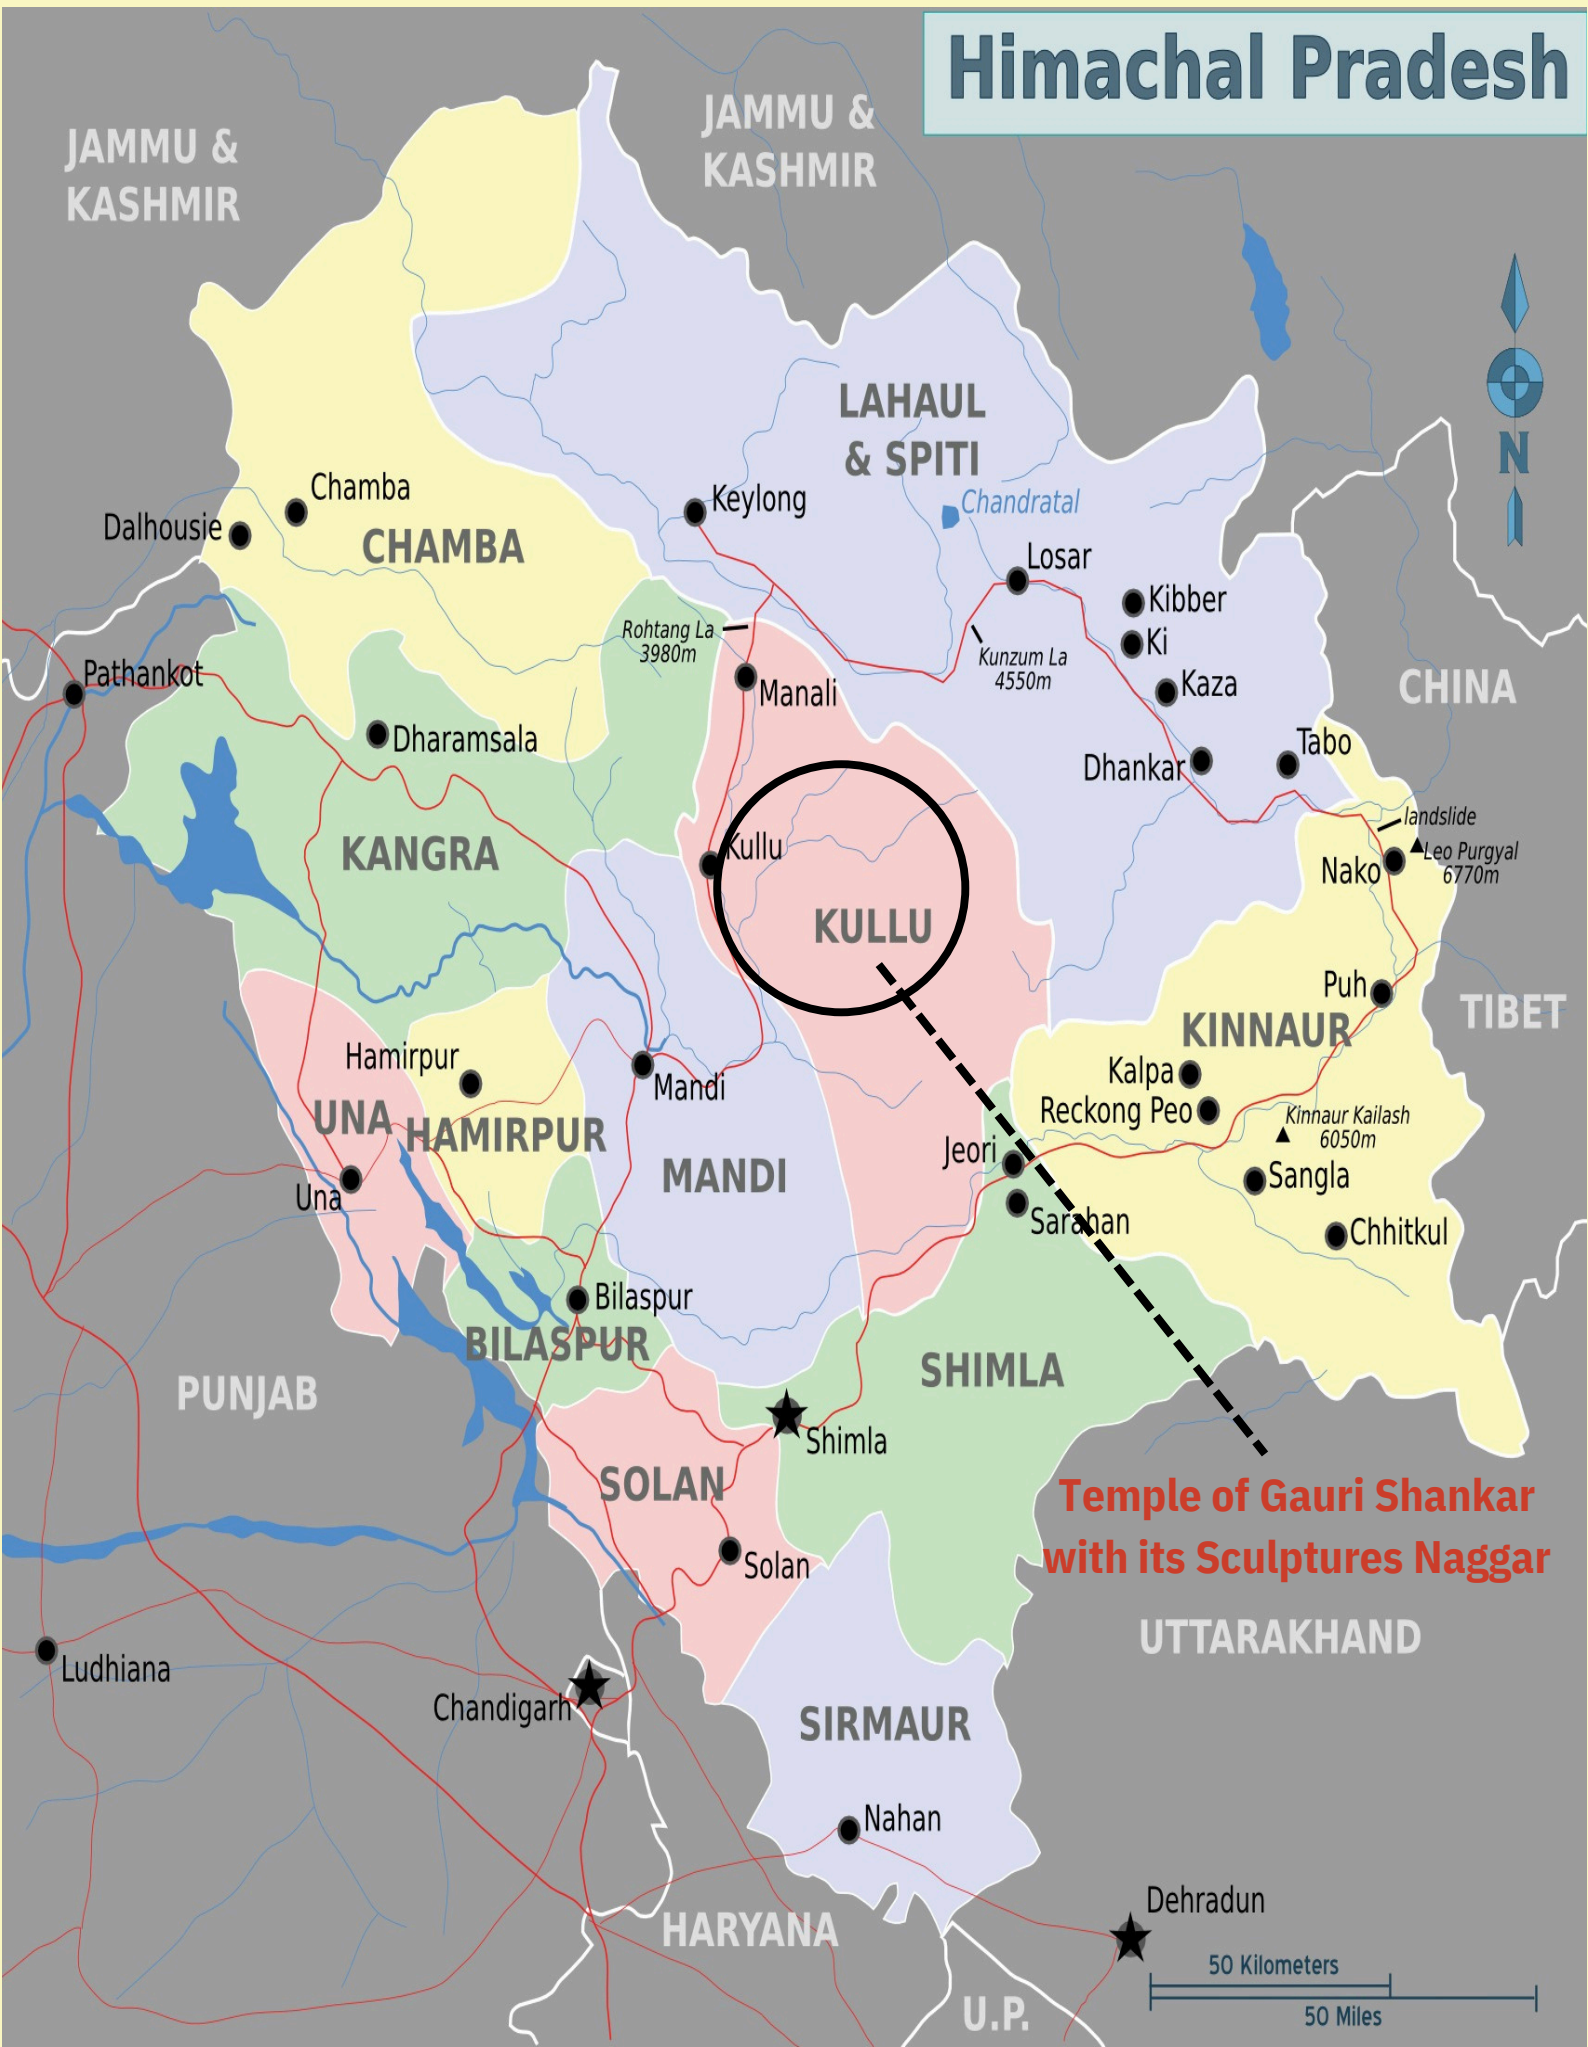 Himachal Pradesh
JAMMU &
KASHMIR
JAMMU &
KASHMIR
LAHAUL
& SPITI
N
Chamba
Dalhousie
CHAMBA
Keylong
Chandratal
Losar
Kibber
Ki
Kaza
Rohtang La
3980m
Kunzum La
4550m
Pathankot
Manali
CHINA
Dharamsala
Dhankar
Tabo
landslide
Leo Purgyal
6770m
Nako
KANGRA
Kullu
KULLU
Puh
TIBET
KINNAUR
Hamirpur
Mandi
Kalpa
Reckong Peo
Kinnaur Kailash
6050m
UNA
HAMIRPUR
MANDI
Jeori
Sangla
Una
Sarahan
Chhitkul
Bilaspur
BILASPUR
PUNJAB
SHIMLA
Shimla
SOLAN
Temple of Gauri Shankar
with its Sculptures Naggar
Solan
UTTARAKHAND
Ludhiana
Chandigarh
SIRMAUR
Nahan
HARYANA
Dehradun
50 Kilometers
50 Miles
U.P.